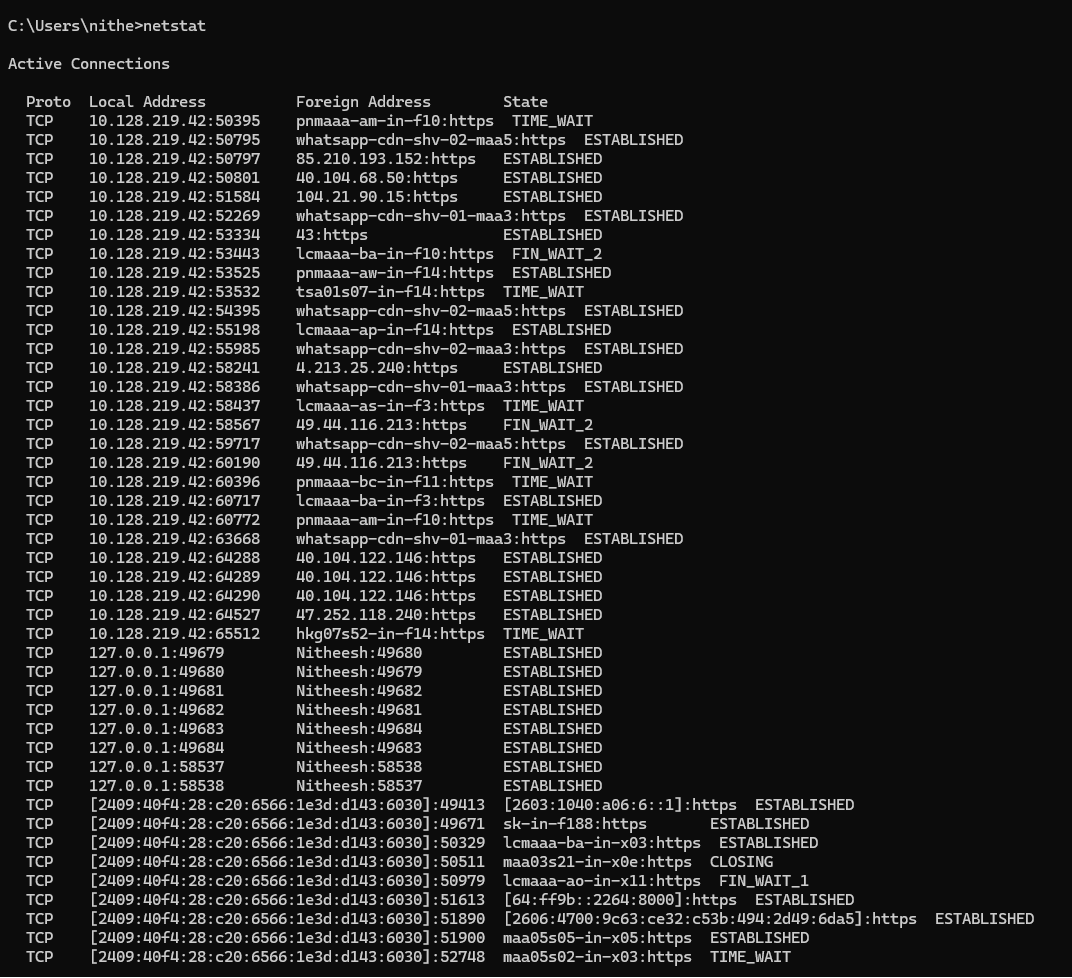 C:\Users\nithe>netstat
Active Connections
Proto Local Address Foreign Address State
TCP 10.128.219.42:50395 pnmaaa-am-in-f10:https TIME_WAIT
TCP 10.128.219.42:50795 whatsapp-cdn-shv-02-maa5:https ESTABLISHED
TCP 10.128.219.42:50797 85.210.193.152:https ESTABLISHED
TCP 10.128.219.42:50801 40.104.68.50:https ESTABLISHED
TCP 10.128.219.42:51584 104.21.90.15:https ESTABLISHED
TCP 10.128.219.42:52269 whatsapp-cdn-shv-01-maa3:https ESTABLISHED
TCP 10.128.219.42:53334 43:https ESTABLISHED
TCP 10.128.219.42:53443 lcmaaa-ba-in-f10:https FIN_WAIT_2
TCP 10.128.219.42:53525 pnmaaa-aw-in-f14:https ESTABLISHED
TCP 10.128.219.42:53532 tsa01s07-in-f14:https TIME_WAIT
TCP 10.128.219.42:54395 whatsapp-cdn-shv-02-maa5:https ESTABLISHED
TCP 10.128.219.42:55198 lcmaaa-ap-in-f14:https ESTABLISHED
TCP 10.128.219.42:55985 whatsapp-cdn-shv-02-maa3:https ESTABLISHED
TCP 10.128.219.42:58241 4.213.25.240:https ESTABLISHED
TCP 10.128.219.42:58386 whatsapp-cdn-shv-01-maa3:https ESTABLISHED
TCP 10.128.219.42:58437 lcmaaa-as-in-f3:https TIME_WAIT
TCP 10.128.219.42:58567 49.44.116.213:https FIN_WAIT_2
TCP 10.128.219.42:59717 whatsapp-cdn-shv-02-maa5:https ESTABLISHED
TCP 10.128.219.42:60190 49.44.116.213:https FIN_WAIT_2
TCP 10.128.219.42:60396 pnmaaa-bc-in-f11:https TIME_WAIT
TCP 10.128.219.42:60717 lcmaaa-ba-in-f3:https ESTABLISHED
TCP 10.128.219.42:60772 pnmaaa-am-in-f10:https TIME_WAIT
TCP 10.128.219.42:63668 whatsapp-cdn-shv-01-maa3:https ESTABLISHED
TCP 10.128.219.42:64288 40.104.122.146:https ESTABLISHED
TCP 10.128.219.42:64289 40.104.122.146:https ESTABLISHED
TCP 10.128.219.42:64290 40.104.122.146:https ESTABLISHED
TCP 10.128.219.42:64527 47.252.118.240:https ESTABLISHED
TCP 10.128.219.42:65512 hkg07s52-in-f14:https TIME_WAIT
TCP 127.0.0.1:49679 Nitheesh:49680 ESTABLISHED
TCP 127.0.0.1:49680 Nitheesh:49679 ESTABLISHED
TCP 127.0.0.1:49681 Nitheesh:49682 ESTABLISHED
TCP 127.0.0.1:49682 Nitheesh:49681 ESTABLISHED
TCP 127.0.0.1:49683 Nitheesh:49684 ESTABLISHED
TCP 127.0.0.1:49684 Nitheesh:49683 ESTABLISHED
TCP 127.0.0.1:58537 Nitheesh:58538 ESTABLISHED
TCP 127.0.0.1:58538 Nitheesh:58537 ESTABLISHED
TCP [2409:40f4:28:c20:6566:1e3d:d143:6030]:49413 [2603:1040:a06:6::1]:https ESTABLISHED
TCP [2409:40f4:28:c20:6566:1e3d:d143:6030]:49671 sk-in-f188:https ESTABLISHED
TCP [2409:40f4:28:c20:6566:1e3d:d143:6030]:50329 lcmaaa-ba-in-x03:https ESTABLISHED
TCP [2409:40f4:28:c20:6566:1e3d:d143:6030]:50511 maa03s21-in-x0e:https CLOSING
TCP [2409:40f4:28:c20:6566:1e3d:d143:6030]:50979 lcmaaa-ao-in-x11:https FIN_WAIT_1
TCP [2409:40f4:28:c20:6566:1e3d:d143:6030]:51613 [64:ff9b::2264:8000]:https ESTABLISHED
TCP [2409:40f4:28:c20:6566:1e3d:d143:6030]:51890 [2606:4700:9c63:ce32:c53b:494:2d49:6da5]:https ESTABLISHED
TCP [2409:40f4:28:c20:6566:1e3d:d143:6030]:51900 maa05s05-in-x05:https ESTABLISHED
TCP [2409:40f4:28:c20:6566:1e3d:d143:6030]:52748 maa05s02-in-x03:https TIME_WAIT